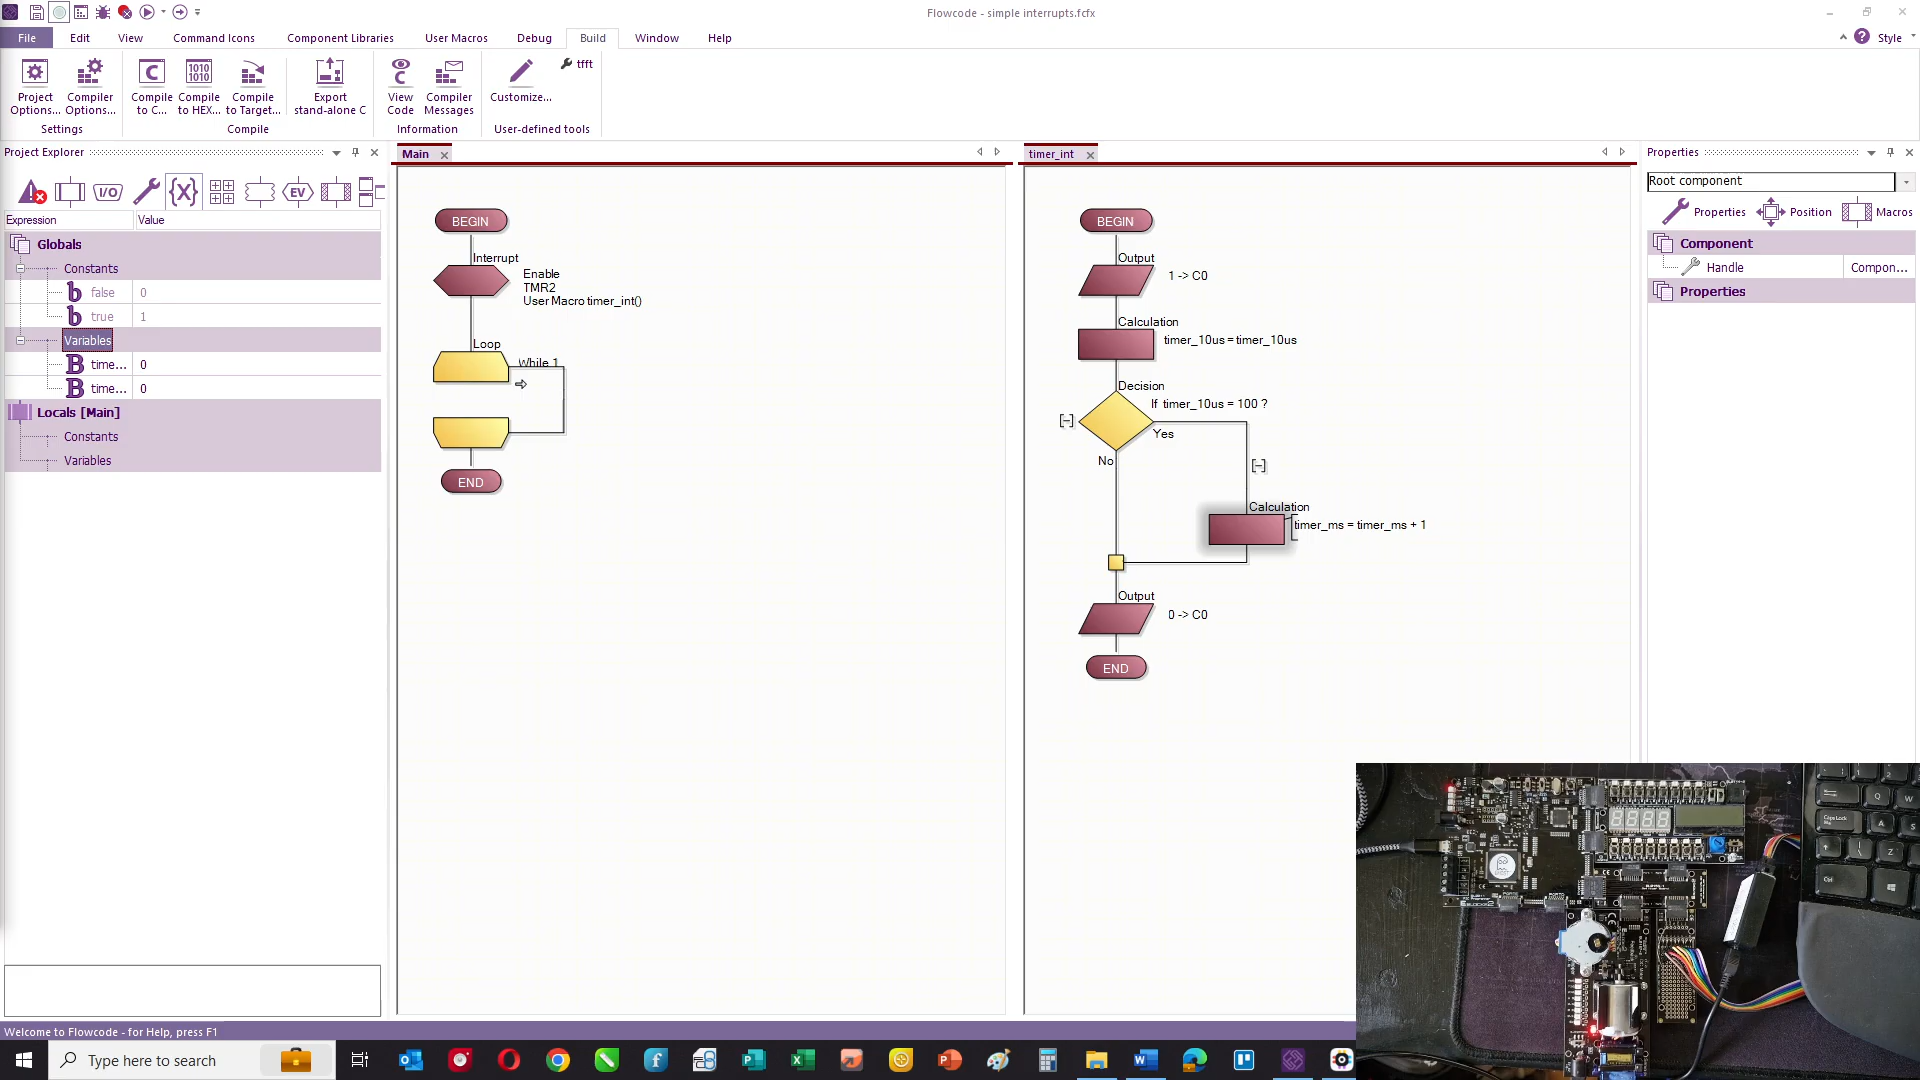 Flowcode - simple interrupts.fcfx
File Edit View Command Icons Component Libraries User Macros Debug Build Window Help
Style
Project Options...
Compiler Options...
Settings
Compile to C...
Compile to HEX...
Compile to Target...
Compile
Export stand-alone C
View Code
Compiler Messages
Information
Customize...
tfft
User-defined tools
Project Explorer
I/O
{X}
EV
Expression Value
Globals
Constants
false 0
true 1
Variables
time... 0
time... 0
Locals [Main]
Constants
Variables
Main
BEGIN
Interrupt
Enable
TMR2
User Macro timer_int()
Loop
While 1
END
timer_int
BEGIN
Output
1 -> C0
Calculation
timer_10us = timer_10us
Decision
If timer_10us = 100 ?
Yes
No
Calculation
timer_ms = timer_ms + 1
Output
0 -> C0
END
Properties
Root component
Properties Position Macros
Component
Handle Compon...
Properties
Welcome to Flowcode - for Help, press F1
Type here to search